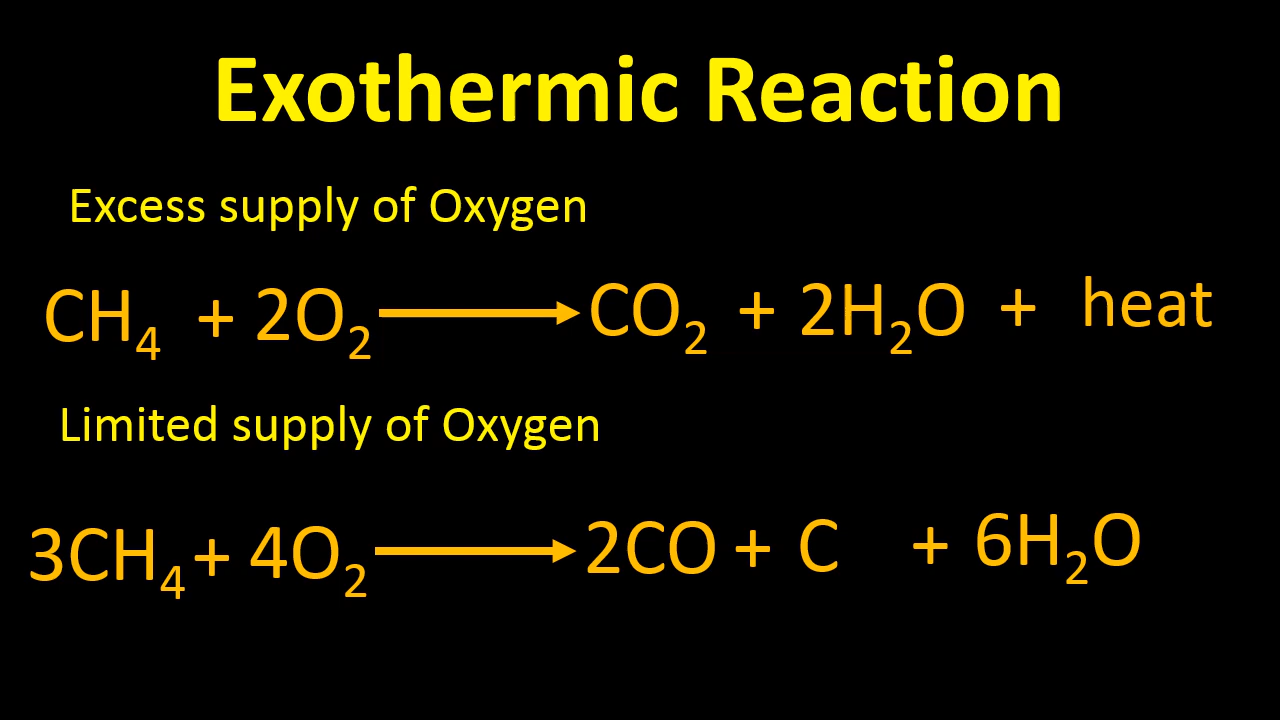 Exothermic Reaction
Excess supply of Oxygen
CH₄ + 2O₂ ⟶ CO₂ + 2H₂O + heat
Limited supply of Oxygen
3CH₄ + 4O₂ ⟶ 2CO + C + 6H₂O